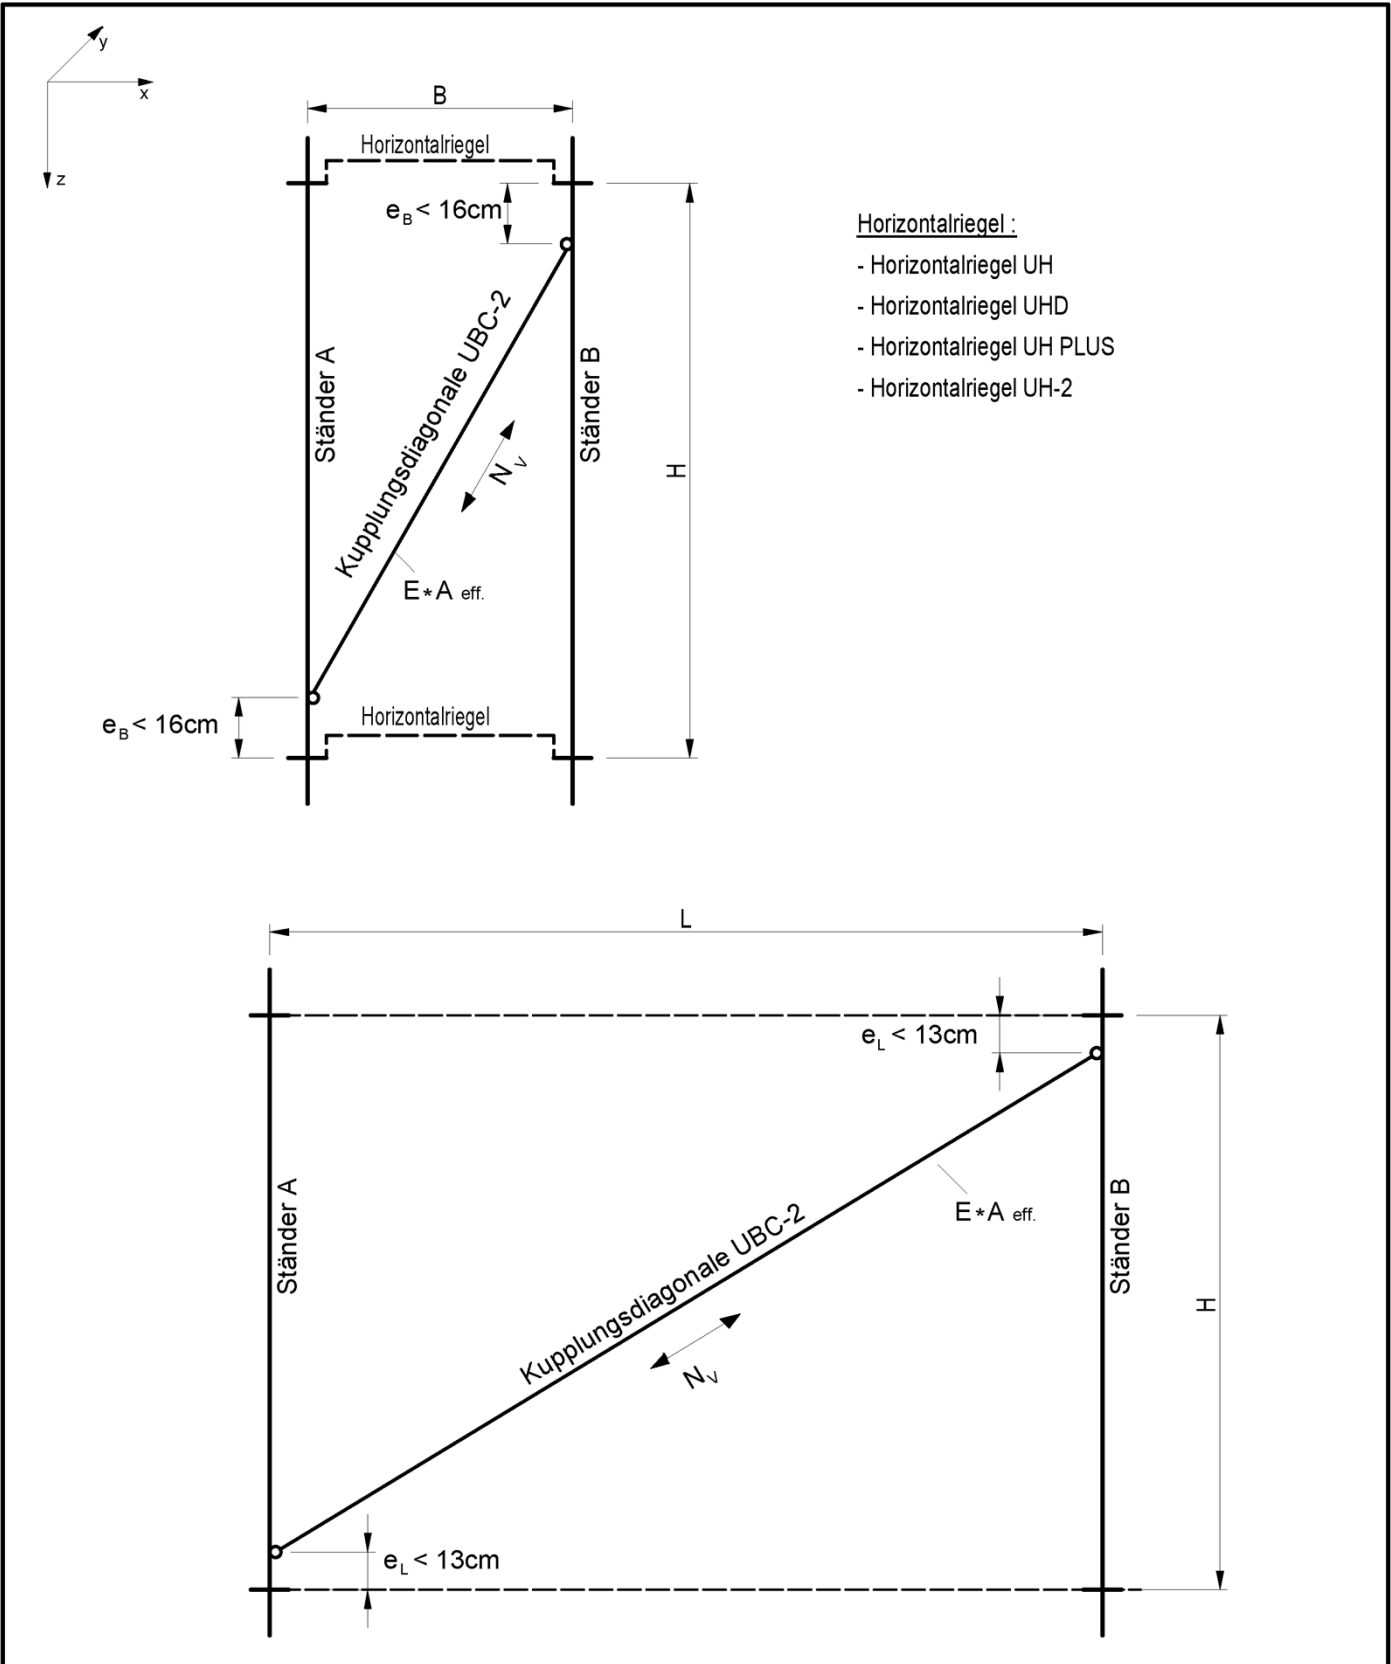 y
x
z
B
Horizontalriegel
e_B < 16cm
Horizontalriegel :
- Horizontalriegel UH
- Horizontalriegel UHD
- Horizontalriegel UH PLUS
- Horizontalriegel UH-2
Ständer A
Kupplungsdiagonale UBC-2
Ständer B
H
N_V
E*A eff.
e_B < 16cm
Horizontalriegel
L
e_L < 13cm
Ständer A
Kupplungsdiagonale UBC-2
E*A eff.
Ständer B
H
N_V
e_L < 13cm